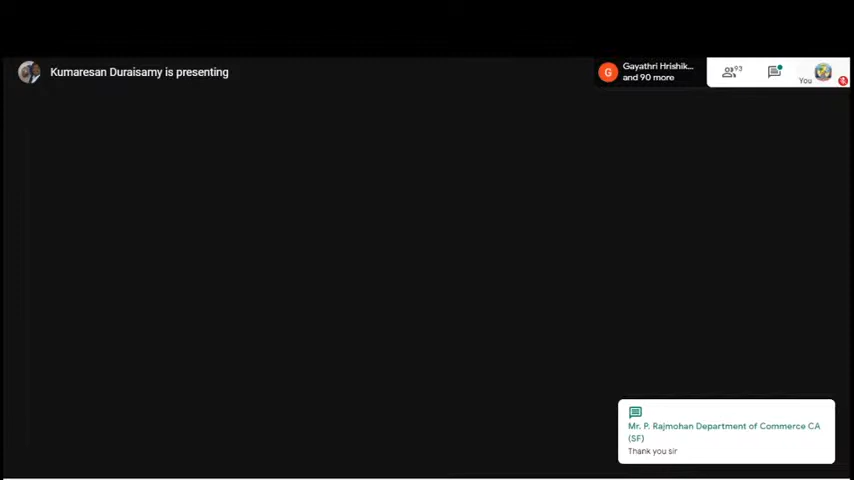 Kumaresan Duraisamy is presenting
G
Gayathri Hrishik...
and 90 more
93
You
Mr. P. Rajmohan Department of Commerce CA
(SF)
Thank you sir